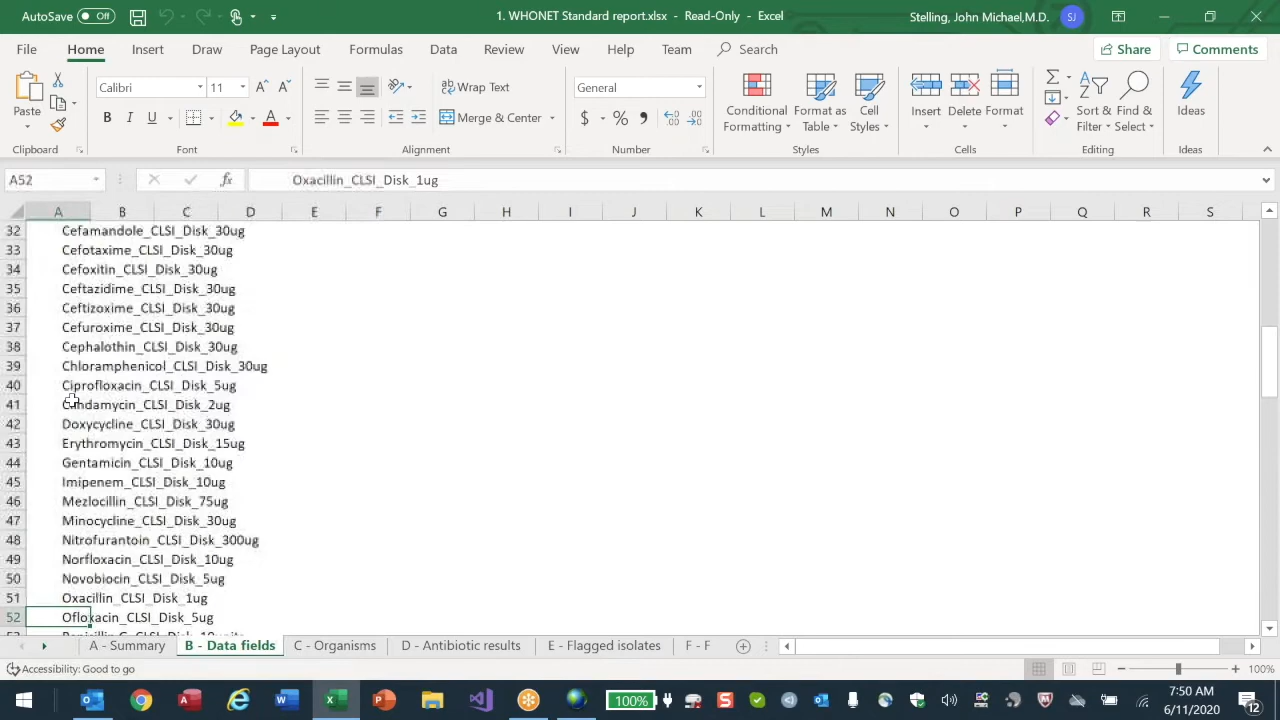 AutoSave Off
1. WHONET Standard report.xlsx - Read-Only - Excel
Stelling, John Michael,M.D. SJ
File Home Insert Draw Page Layout Formulas Data Review View Help Team Search Share Comments
Paste
Calibri 11
Wrap Text
General
Merge & Center
Conditional Formatting
Format as Table
Cell Styles
Insert Delete Format
Sort & Filter
Find & Select
Ideas
Clipboard Font Alignment Number Styles Cells Editing Ideas
A52 fx Oxacillin_CLSI_Disk_1ug
A B C D E F G H I J K L M N O P Q R S
32 Cefamandole_CLSI_Disk_30ug
33 Cefotaxime_CLSI_Disk_30ug
34 Cefoxitin_CLSI_Disk_30ug
35 Ceftazidime_CLSI_Disk_30ug
36 Ceftizoxime_CLSI_Disk_30ug
37 Cefuroxime_CLSI_Disk_30ug
38 Cephalothin_CLSI_Disk_30ug
39 Chloramphenicol_CLSI_Disk_30ug
40 Ciprofloxacin_CLSI_Disk_5ug
41 Clindamycin_CLSI_Disk_2ug
42 Doxycycline_CLSI_Disk_30ug
43 Erythromycin_CLSI_Disk_15ug
44 Gentamicin_CLSI_Disk_10ug
45 Imipenem_CLSI_Disk_10ug
46 Mezlocillin_CLSI_Disk_75ug
47 Minocycline_CLSI_Disk_30ug
48 Nitrofurantoin_CLSI_Disk_300ug
49 Norfloxacin_CLSI_Disk_10ug
50 Novobiocin_CLSI_Disk_5ug
51 Oxacillin_CLSI_Disk_1ug
52 Ofloxacin_CLSI_Disk_5ug
A - Summary B - Data fields C - Organisms D - Antibiotic results E - Flagged isolates F - F
Accessibility: Good to go
100%
100%
7:50 AM
6/11/2020
12